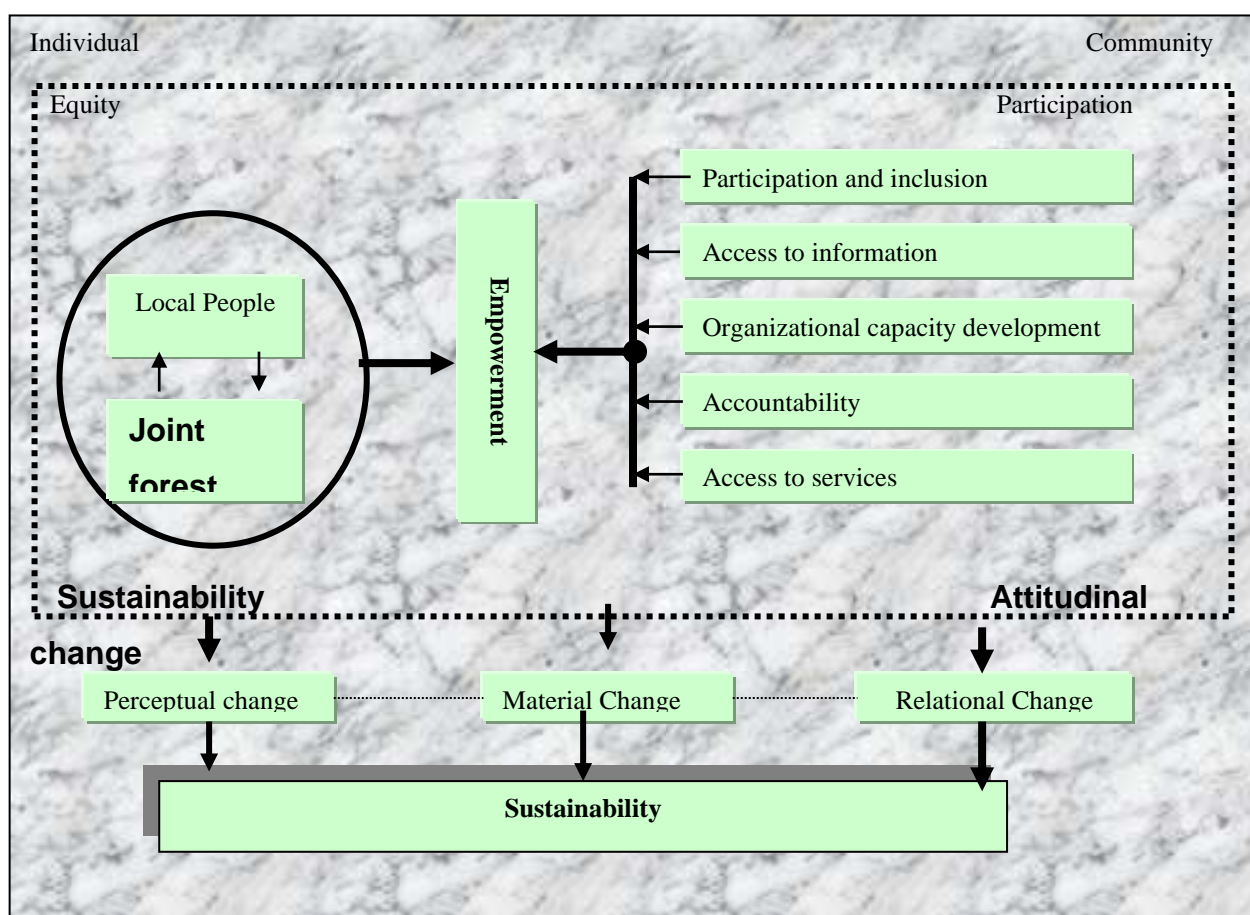 Individual Community
Equity Participation
Participation and inclusion
Access to information
Local People
Organizational capacity development
Empowerment
Joint
forest
Accountability
Access to services
Sustainability Attitudinal
change
Perceptual change Material Change Relational Change
Sustainability